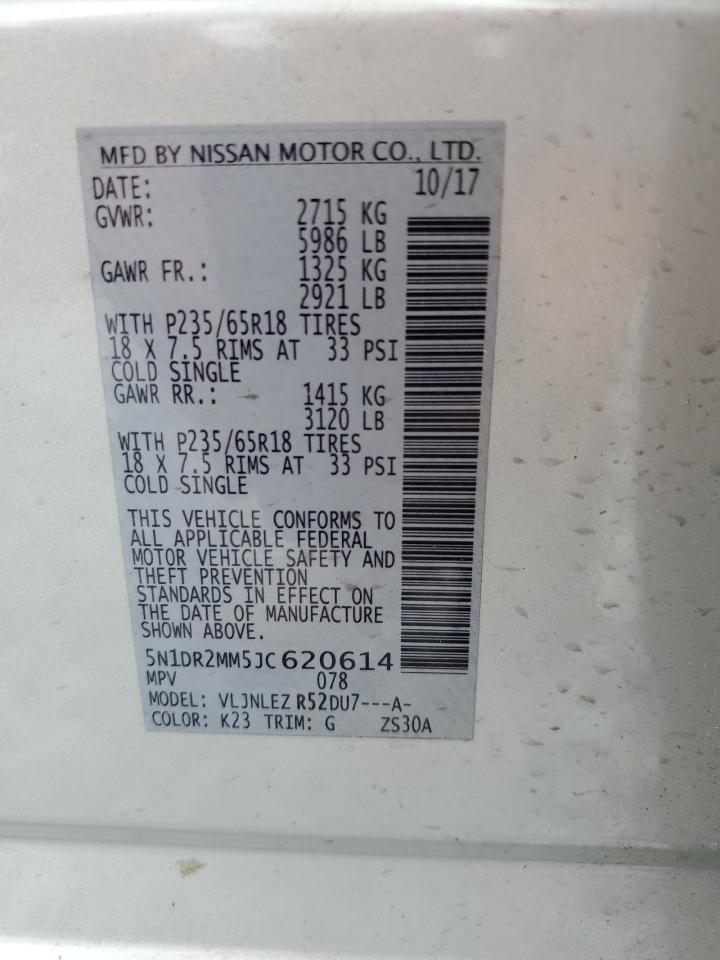 MFD BY NISSAN MOTOR CO., LTD.
DATE: 10/17
GVWR: 2715 KG
5986 LB
GAWR FR.: 1325 KG
2921 LB
WITH P235/65R18 TIRES
18 X 7.5 RIMS AT 33 PSI
COLD SINGLE
GAWR RR.: 1415 KG
3120 LB
WITH P235/65R18 TIRES
18 X 7.5 RIMS AT 33 PSI
COLD SINGLE
THIS VEHICLE CONFORMS TO
ALL APPLICABLE FEDERAL
MOTOR VEHICLE SAFETY AND
THEFT PREVENTION
STANDARDS IN EFFECT ON
THE DATE OF MANUFACTURE
SHOWN ABOVE.
5N1DR2MM5JC620614
MPV 078
MODEL: VLJNLEZ R52DU7---A-
COLOR: K23 TRIM: G ZS30A